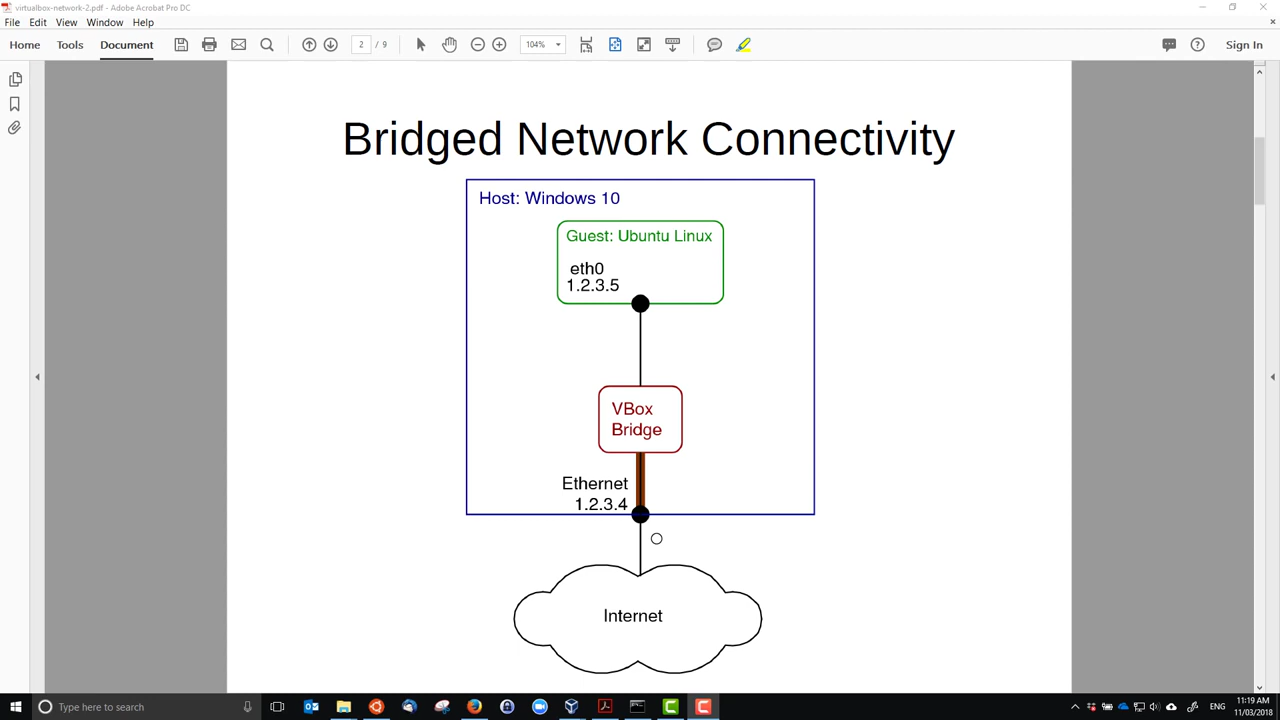 virtualbox-network-2.pdf - Adobe Acrobat Pro DC
File Edit View Window Help
Home Tools Document 2 / 9 104% Sign In
Bridged Network Connectivity
Host: Windows 10
Guest: Ubuntu Linux
eth0
1.2.3.5
VBox
Bridge
Ethernet
1.2.3.4
Internet
Type here to search
ENG
11:19 AM
11/03/2018